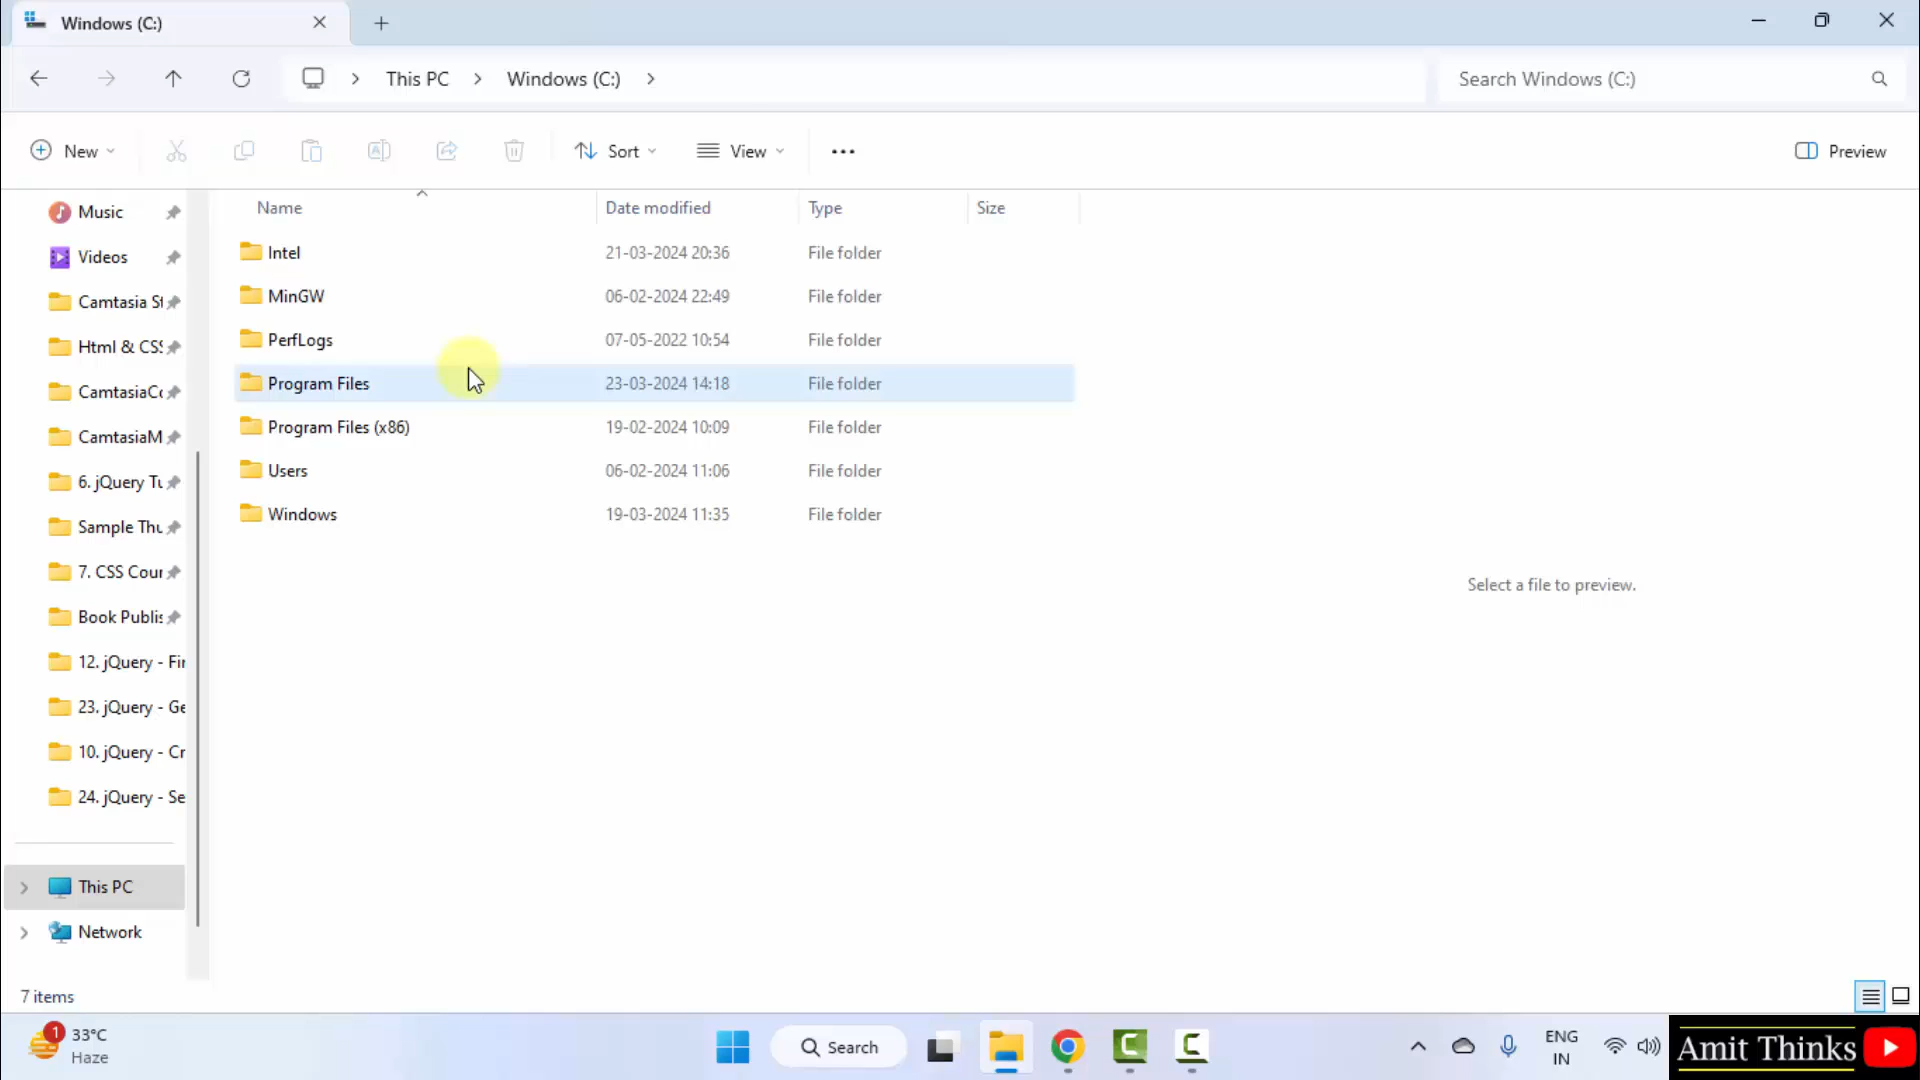 Windows (C:)
This PC
Windows (C:)
Search Windows (C:)
New
Sort
View
Preview
Name
Date modified
Type
Size
Music
Videos
Camtasia St
Html & CSS
CamtasiaCo
CamtasiaM
6. jQuery Tu
Sample Thu
7. CSS Cour
Book Publis
12. jQuery - Fir
23. jQuery - Ge
10. jQuery - Cr
24. jQuery - Se
This PC
Network
Intel 21-03-2024 20:36 File folder
MinGW 06-02-2024 22:49 File folder
PerfLogs 07-05-2022 10:54 File folder
Program Files 23-03-2024 14:18 File folder
Program Files (x86) 19-02-2024 10:09 File folder
Users 06-02-2024 11:06 File folder
Windows 19-03-2024 11:35 File folder
Select a file to preview.
7 items
1
33°C
Haze
Search
ENG
IN
Amit Thinks